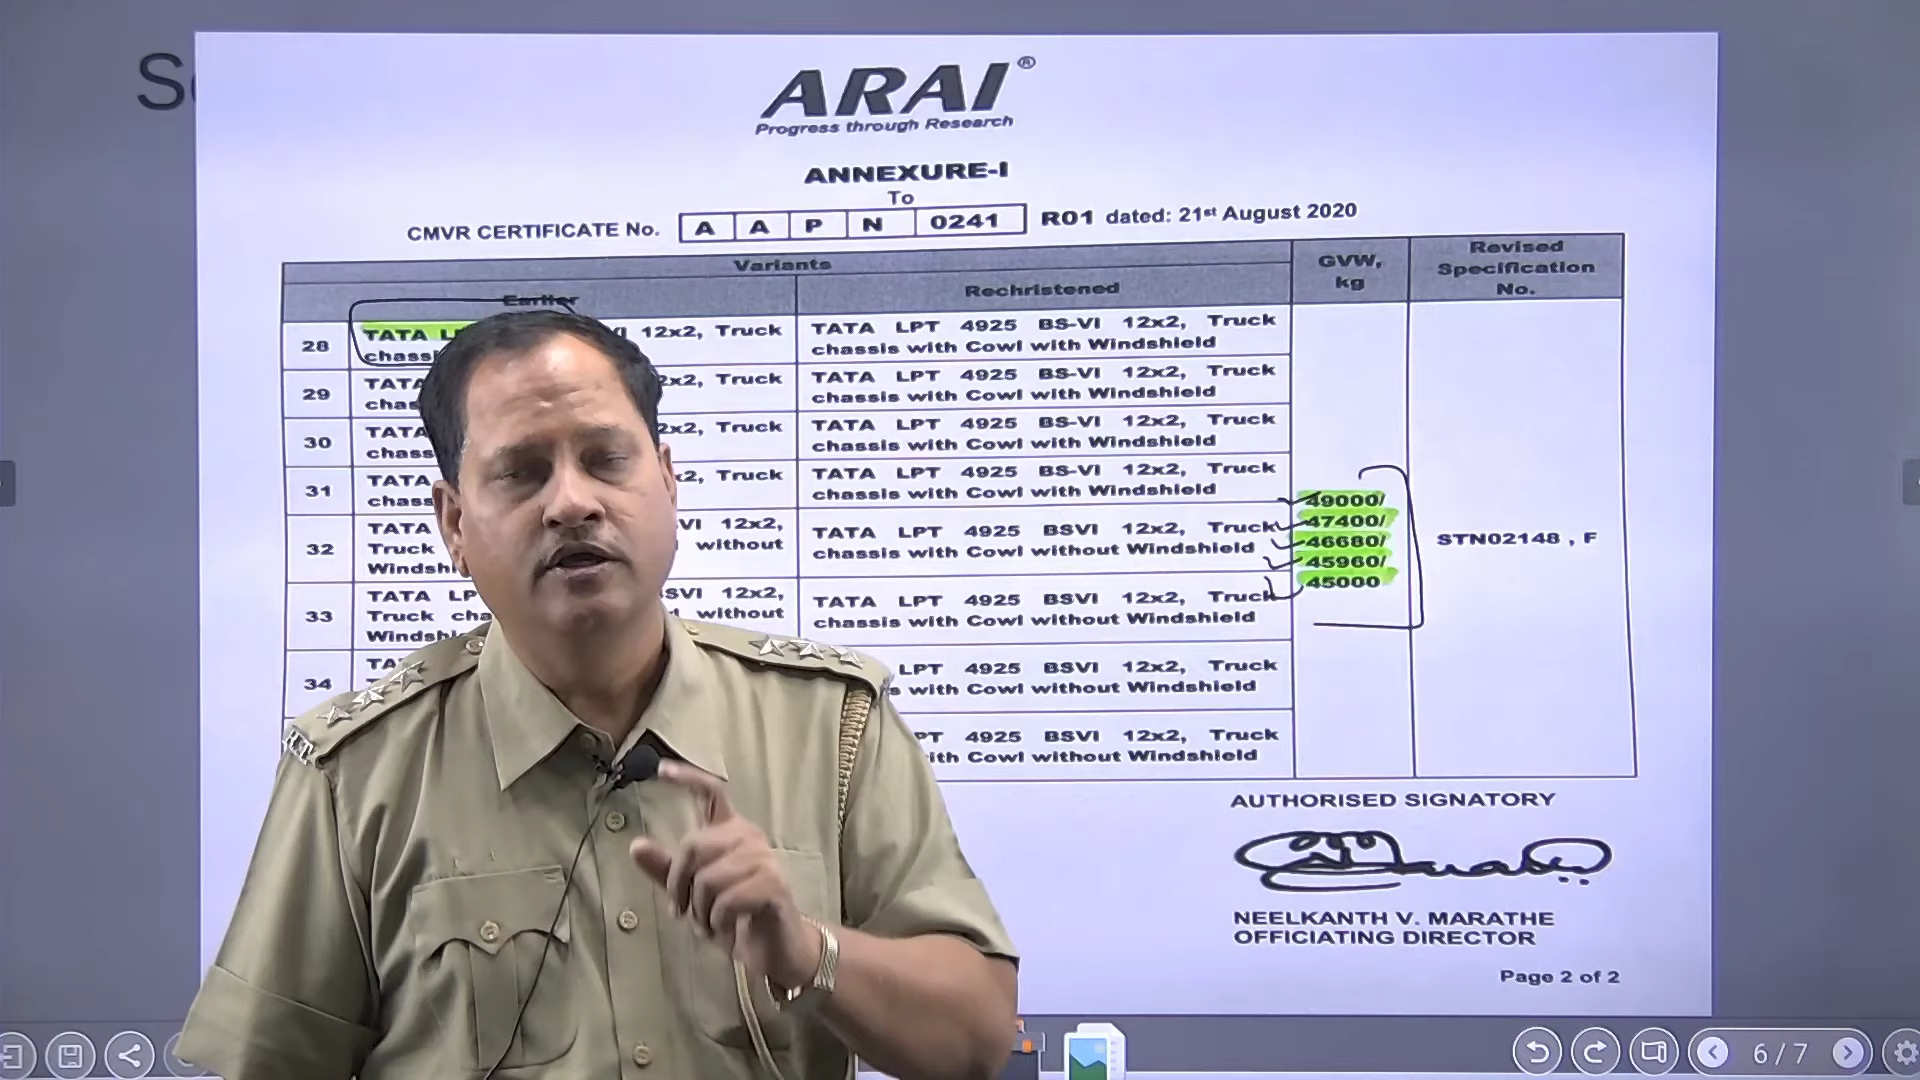 ARAI®
Progress through Research
ANNEXURE-I
To
CMVR CERTIFICATE No. A A P N 0241 R01 dated: 21st August 2020
Variants
GVW, kg
Revised Specification No.
Earlier
Rechristened
28
TATA 12x2, Truck
TATA LPT 4925 BS-VI 12x2, Truck
chassis with Cowl with Windshield
29
TATA Truck
TATA LPT 4925 BS-VI 12x2, Truck
chassis with Cowl with Windshield
30
TATA Truck
TATA LPT 4925 BS-VI 12x2, Truck
chassis with Cowl with Windshield
31
TATA Truck
TATA LPT 4925 BS-VI 12x2, Truck
chassis with Cowl with Windshield
32
TATA 12x2,
Truck without
TATA LPT 4925 BSVI 12x2, Truck
chassis with Cowl without Windshield
33
TATA 12x2,
Truck without
TATA LPT 4925 BSVI 12x2, Truck
chassis with Cowl without Windshield
34
LPT 4925 BSVI 12x2, Truck
with Cowl without Windshield
4925 BSVI 12x2, Truck
Cowl without Windshield
49000/
47400/
46680/
45960/
45000
STN02148 , F
AUTHORISED SIGNATORY
NEELKANTH V. MARATHE
OFFICIATING DIRECTOR
Page 2 of 2
6 / 7